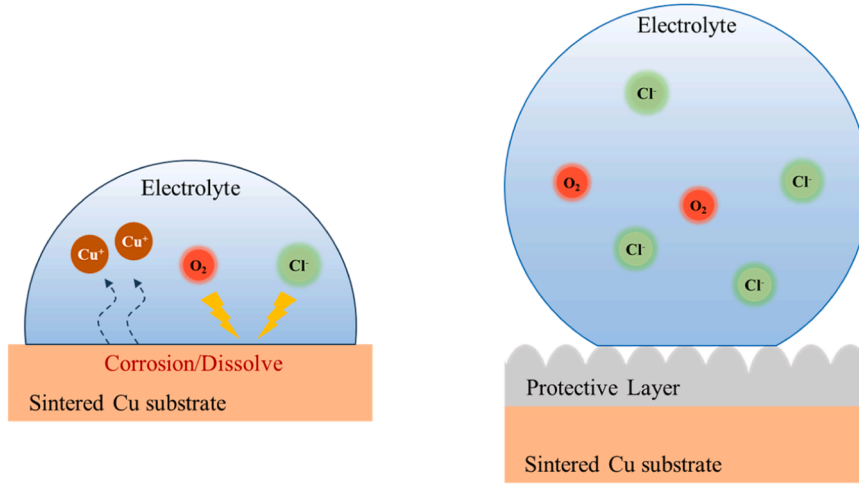 Electrolyte
Cu⁺
Cu⁺
O₂
Cl⁻
Corrosion/Dissolve
Sintered Cu substrate
Electrolyte
Cl⁻
O₂
Cl⁻
O₂
Cl⁻
Cl⁻
Protective Layer
Sintered Cu substrate